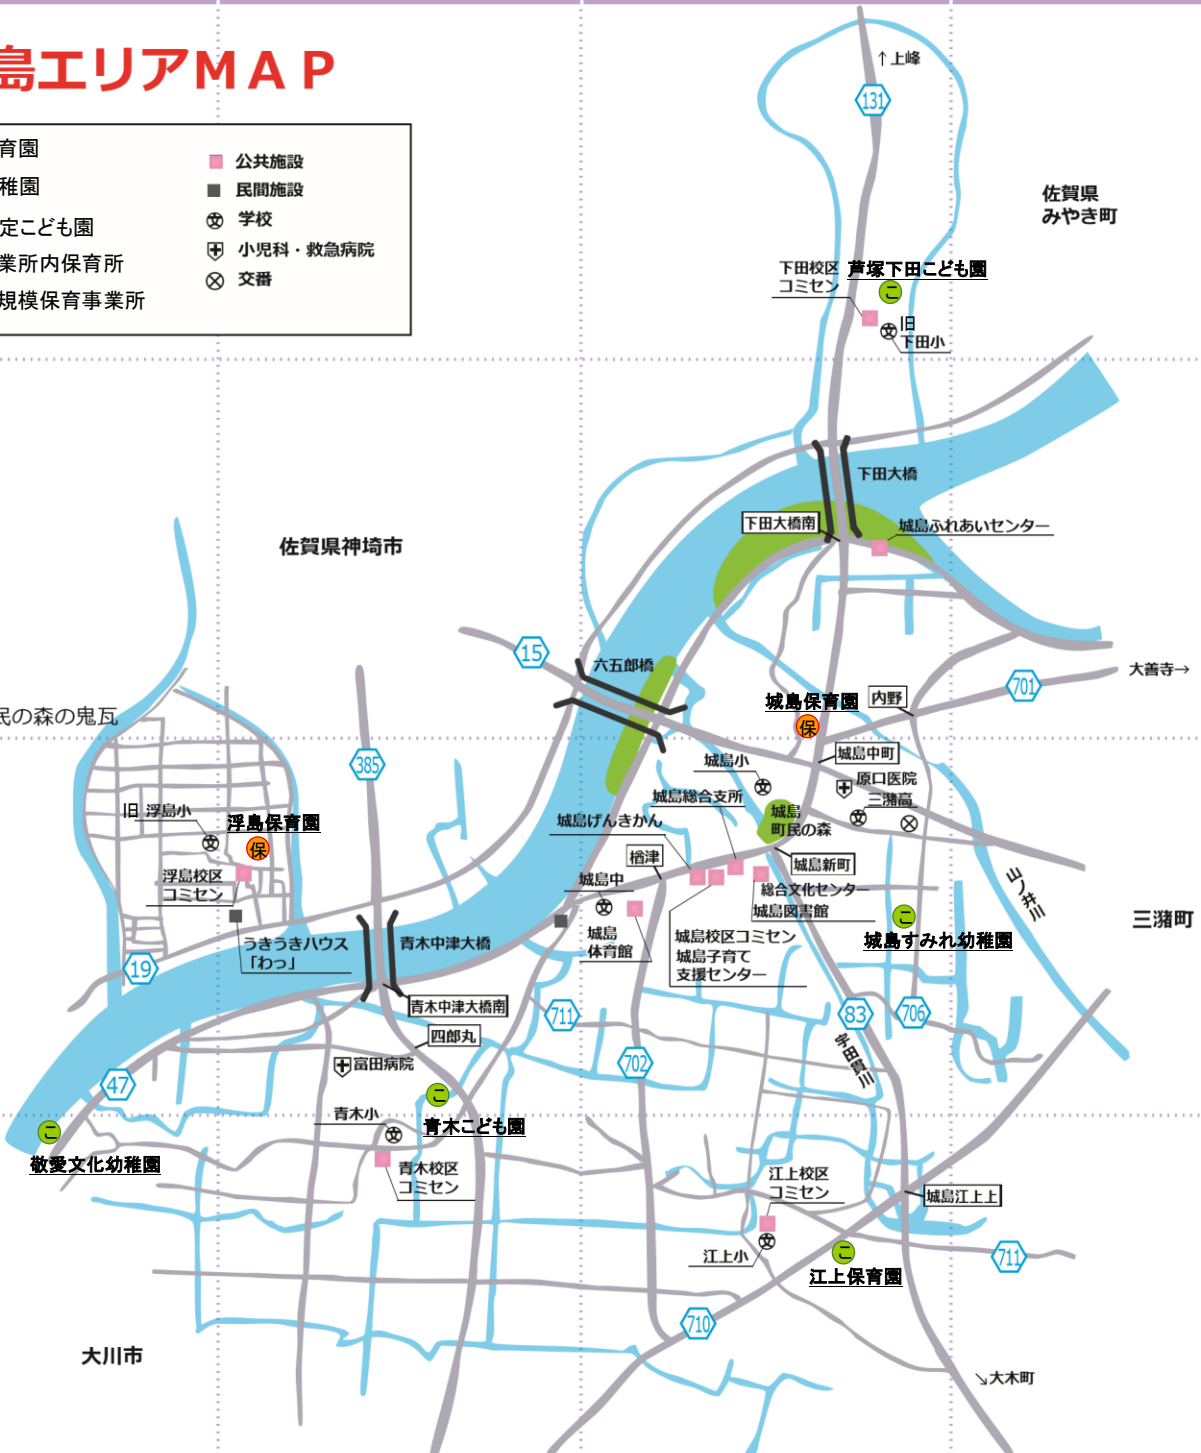 島エリアMAP
育園
稚園
定こども園
業所内保育所
規模保育事業所
公共施設
民間施設
学校
小児科・救急病院
交番
↑上峰
131
佐賀県
みやき町
下田校区
コミセン
芦塚下田こども園
こ
文
旧
下田小
下田大橋
下田大橋南
城島ふれあいセンター
佐賀県神埼市
15
六五郎橋
大善寺→
701
城島保育園
保
内野
民の森の鬼瓦
385
城島小
文
城島中町
原口医院
三潴高
文
城島総合支所
城島
町民の森
城島げんきかん
旧 浮島小
文
浮島保育園
保
浮島校区
コミセン
楢津
城島新町
城島中
文
総合文化センター
城島図書館
山ノ井川
三潴町
こ
城島すみれ幼稚園
うきうきハウス
「わっ」
青木中津大橋
城島
体育館
城島校区コミセン
城島子育て
支援センター
19
青木中津大橋南
711
83
706
四郎丸
宇田貫川
富田病院
702
47
こ
青木こども園
青木小
文
こ
敬愛文化幼稚園
青木校区
コミセン
江上校区
コミセン
城島江上上
文
江上小
こ
江上保育園
711
710
大川市
↘大木町